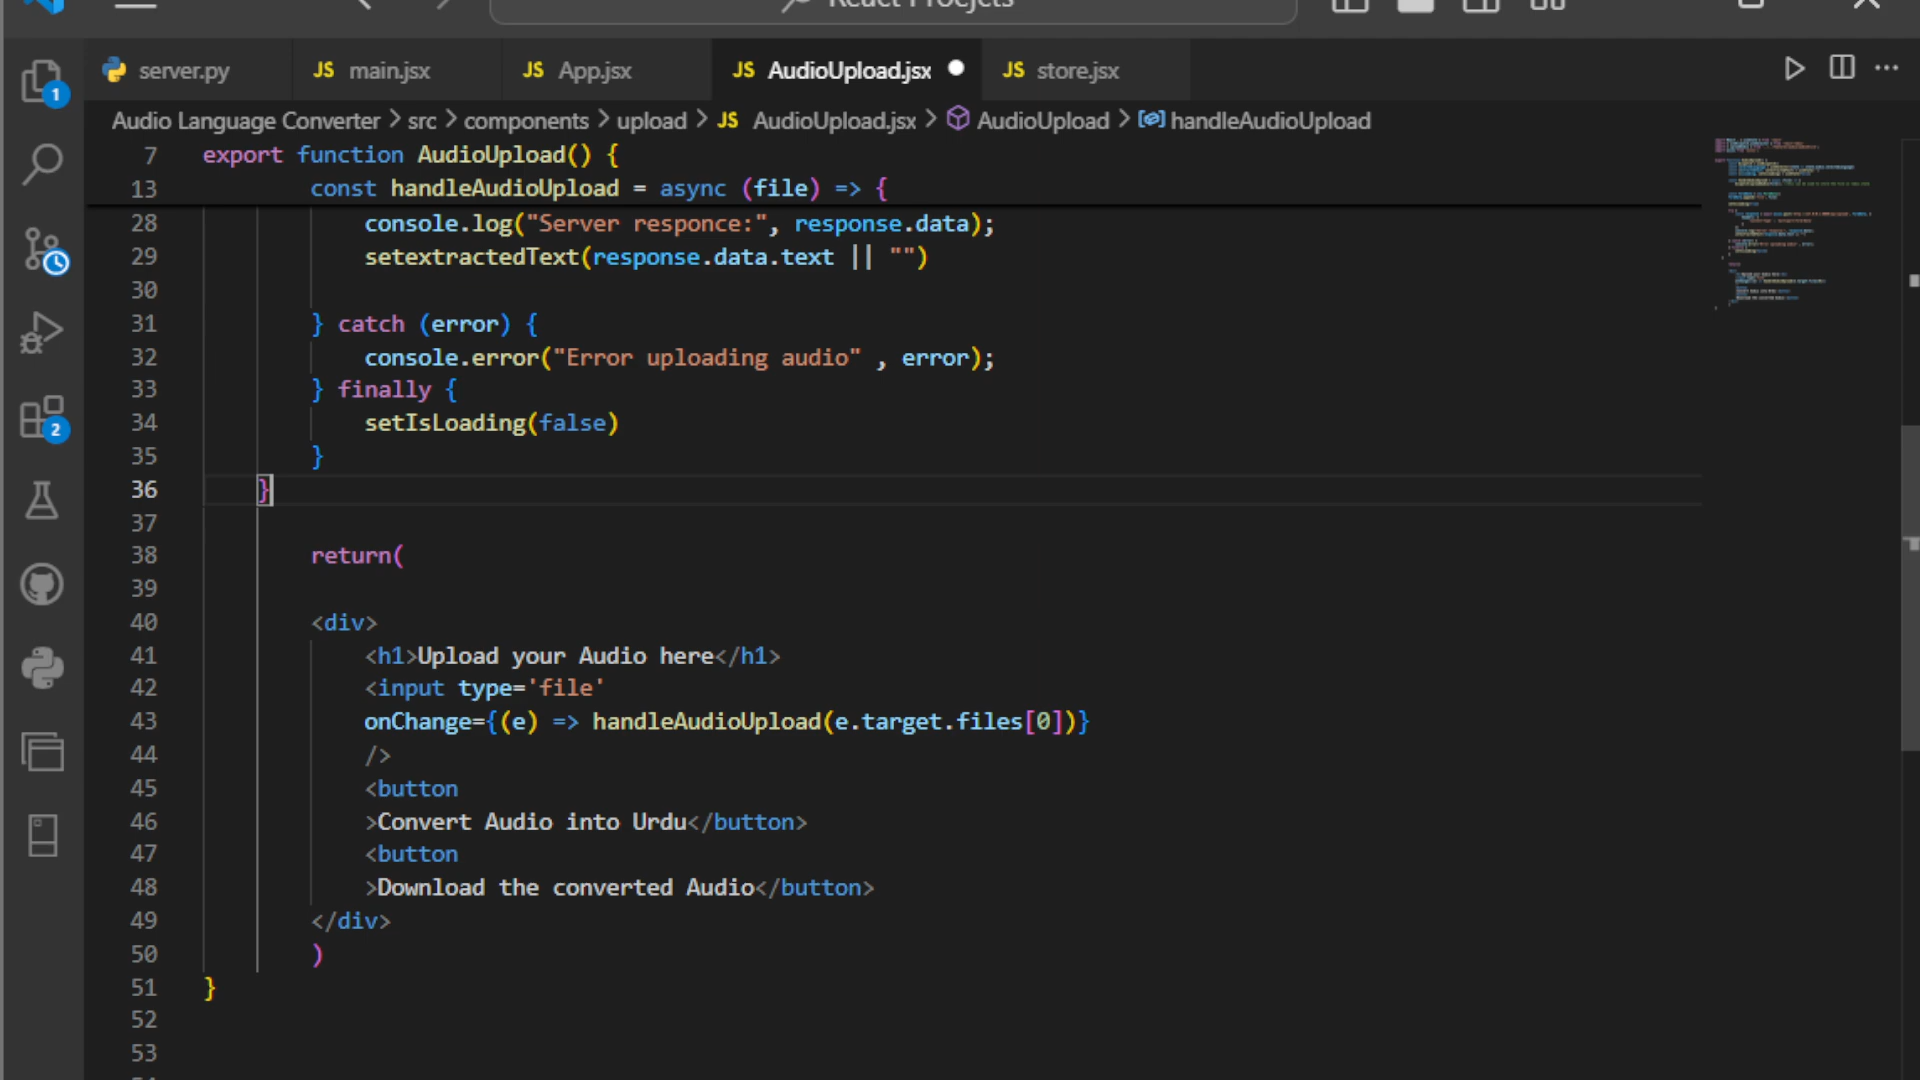 React Proejcts
server.py
JS main.jsx
JS App.jsx
JS AudioUpload.jsx
JS store.jsx
Audio Language Converter > src > components > upload > JS AudioUpload.jsx > AudioUpload > handleAudioUpload
7 export function AudioUpload() {
13 const handleAudioUpload = async (file) => {
28 console.log("Server responce:", response.data);
29 setextractedText(response.data.text || "")
30
31 } catch (error) {
32 console.error("Error uploading audio" , error);
33 } finally {
34 setIsLoading(false)
35 }
36 }
37
38 return(
39
40 <div>
41 <h1>Upload your Audio here</h1>
42 <input type='file'
43 onChange={(e) => handleAudioUpload(e.target.files[0])}
44 />
45 <button
46 >Convert Audio into Urdu</button>
47 <button
48 >Download the converted Audio</button>
49 </div>
50 )
51 }
52
53
1
2